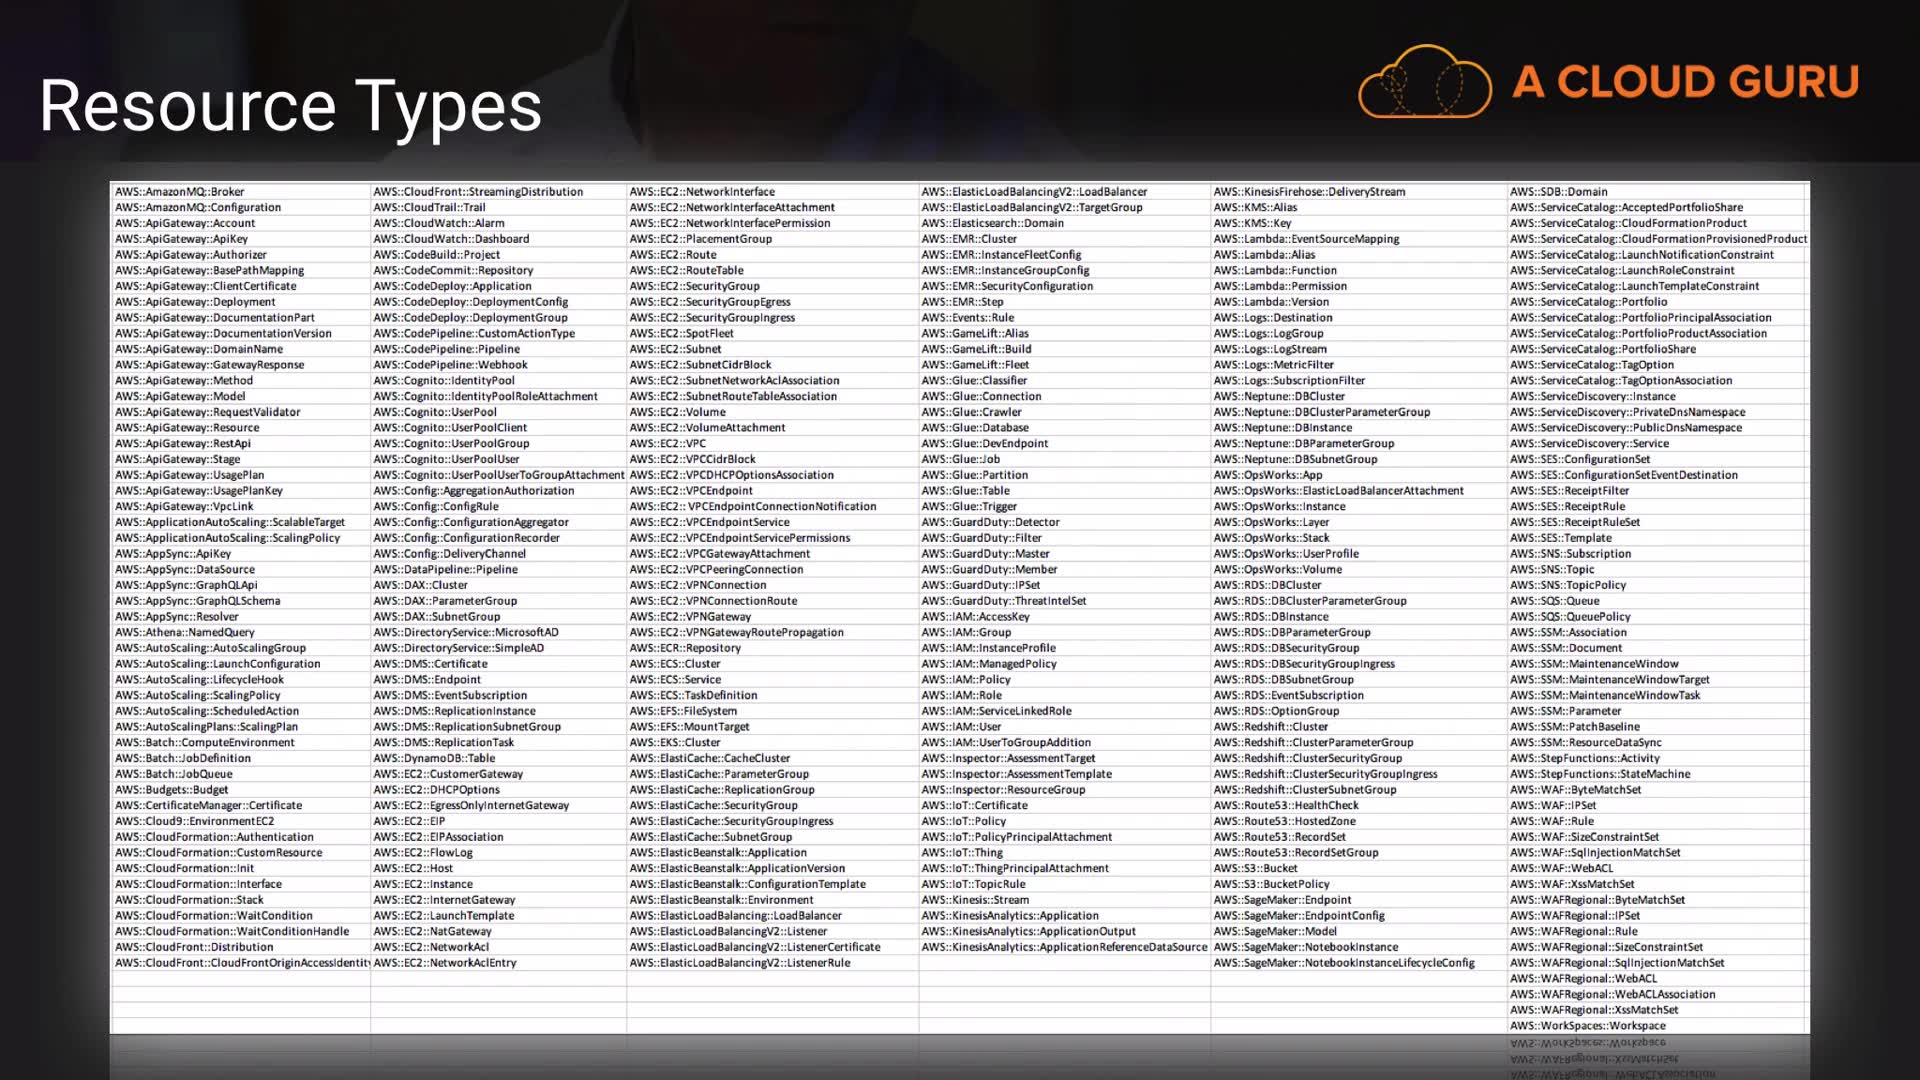 Resource Types
A CLOUD GURU
AWS::AmazonMQ::Broker
AWS::AmazonMQ::Configuration
AWS::ApiGateway::Account
AWS::ApiGateway::ApiKey
AWS::ApiGateway::Authorizer
AWS::ApiGateway::BasePathMapping
AWS::ApiGateway::ClientCertificate
AWS::ApiGateway::Deployment
AWS::ApiGateway::DocumentationPart
AWS::ApiGateway::DocumentationVersion
AWS::ApiGateway::DomainName
AWS::ApiGateway::GatewayResponse
AWS::ApiGateway::Method
AWS::ApiGateway::Model
AWS::ApiGateway::RequestValidator
AWS::ApiGateway::Resource
AWS::ApiGateway::RestApi
AWS::ApiGateway::Stage
AWS::ApiGateway::UsagePlan
AWS::ApiGateway::UsagePlanKey
AWS::ApiGateway::VpcLink
AWS::ApplicationAutoScaling::ScalableTarget
AWS::ApplicationAutoScaling::ScalingPolicy
AWS::AppSync::ApiKey
AWS::AppSync::DataSource
AWS::AppSync::GraphQLApi
AWS::AppSync::GraphQLSchema
AWS::AppSync::Resolver
AWS::Athena::NamedQuery
AWS::AutoScaling::AutoScalingGroup
AWS::AutoScaling::LaunchConfiguration
AWS::AutoScaling::LifecycleHook
AWS::AutoScaling::ScalingPolicy
AWS::AutoScaling::ScheduledAction
AWS::AutoScalingPlans::ScalingPlan
AWS::Batch::ComputeEnvironment
AWS::Batch::JobDefinition
AWS::Batch::JobQueue
AWS::Budgets::Budget
AWS::CertificateManager::Certificate
AWS::Cloud9::EnvironmentEC2
AWS::CloudFormation::Authentication
AWS::CloudFormation::CustomResource
AWS::CloudFormation::Init
AWS::CloudFormation::Interface
AWS::CloudFormation::Stack
AWS::CloudFormation::WaitCondition
AWS::CloudFormation::WaitConditionHandle
AWS::CloudFront::Distribution
AWS::CloudFront::CloudFrontOriginAccessIdentity
AWS::CloudFront::StreamingDistribution
AWS::CloudTrail::Trail
AWS::CloudWatch::Alarm
AWS::CloudWatch::Dashboard
AWS::CodeBuild::Project
AWS::CodeCommit::Repository
AWS::CodeDeploy::Application
AWS::CodeDeploy::DeploymentConfig
AWS::CodeDeploy::DeploymentGroup
AWS::CodePipeline::CustomActionType
AWS::CodePipeline::Pipeline
AWS::CodePipeline::Webhook
AWS::Cognito::IdentityPool
AWS::Cognito::IdentityPoolRoleAttachment
AWS::Cognito::UserPool
AWS::Cognito::UserPoolClient
AWS::Cognito::UserPoolGroup
AWS::Cognito::UserPoolUser
AWS::Cognito::UserPoolUserToGroupAttachment
AWS::Config::AggregationAuthorization
AWS::Config::ConfigRule
AWS::Config::ConfigurationAggregator
AWS::Config::ConfigurationRecorder
AWS::Config::DeliveryChannel
AWS::DataPipeline::Pipeline
AWS::DAX::Cluster
AWS::DAX::ParameterGroup
AWS::DAX::SubnetGroup
AWS::DirectoryService::MicrosoftAD
AWS::DirectoryService::SimpleAD
AWS::DMS::Certificate
AWS::DMS::Endpoint
AWS::DMS::EventSubscription
AWS::DMS::ReplicationInstance
AWS::DMS::ReplicationSubnetGroup
AWS::DMS::ReplicationTask
AWS::DynamoDB::Table
AWS::EC2::CustomerGateway
AWS::EC2::DHCPOptions
AWS::EC2::EgressOnlyInternetGateway
AWS::EC2::EIP
AWS::EC2::EIPAssociation
AWS::EC2::FlowLog
AWS::EC2::Host
AWS::EC2::Instance
AWS::EC2::InternetGateway
AWS::EC2::LaunchTemplate
AWS::EC2::NatGateway
AWS::EC2::NetworkAcl
AWS::EC2::NetworkAclEntry
AWS::EC2::NetworkInterface
AWS::EC2::NetworkInterfaceAttachment
AWS::EC2::NetworkInterfacePermission
AWS::EC2::PlacementGroup
AWS::EC2::Route
AWS::EC2::RouteTable
AWS::EC2::SecurityGroup
AWS::EC2::SecurityGroupEgress
AWS::EC2::SecurityGroupIngress
AWS::EC2::SpotFleet
AWS::EC2::Subnet
AWS::EC2::SubnetCidrBlock
AWS::EC2::SubnetNetworkAclAssociation
AWS::EC2::SubnetRouteTableAssociation
AWS::EC2::Volume
AWS::EC2::VolumeAttachment
AWS::EC2::VPC
AWS::EC2::VPCCidrBlock
AWS::EC2::VPCDHCPOptionsAssociation
AWS::EC2::VPCEndpoint
AWS::EC2:: VPCEndpointConnectionNotification
AWS::EC2::VPCEndpointService
AWS::EC2::VPCEndpointServicePermissions
AWS::EC2::VPCGatewayAttachment
AWS::EC2::VPCPeeringConnection
AWS::EC2::VPNConnection
AWS::EC2::VPNConnectionRoute
AWS::EC2::VPNGateway
AWS::EC2::VPNGatewayRoutePropagation
AWS::ECR::Repository
AWS::ECS::Cluster
AWS::ECS::Service
AWS::ECS::TaskDefinition
AWS::EFS::FileSystem
AWS::EFS::MountTarget
AWS::EKS::Cluster
AWS::ElastiCache::CacheCluster
AWS::ElastiCache::ParameterGroup
AWS::ElastiCache::ReplicationGroup
AWS::ElastiCache::SecurityGroup
AWS::ElastiCache::SecurityGroupIngress
AWS::ElastiCache::SubnetGroup
AWS::ElasticBeanstalk::Application
AWS::ElasticBeanstalk::ApplicationVersion
AWS::ElasticBeanstalk::ConfigurationTemplate
AWS::ElasticBeanstalk::Environment
AWS::ElasticLoadBalancing::LoadBalancer
AWS::ElasticLoadBalancingV2::Listener
AWS::ElasticLoadBalancingV2::ListenerCertificate
AWS::ElasticLoadBalancingV2::ListenerRule
AWS::ElasticLoadBalancingV2::LoadBalancer
AWS::ElasticLoadBalancingV2::TargetGroup
AWS::Elasticsearch::Domain
AWS::EMR::Cluster
AWS::EMR::InstanceFleetConfig
AWS::EMR::InstanceGroupConfig
AWS::EMR::SecurityConfiguration
AWS::EMR::Step
AWS::Events::Rule
AWS::GameLift::Alias
AWS::GameLift::Build
AWS::GameLift::Fleet
AWS::Glue::Classifier
AWS::Glue::Connection
AWS::Glue::Crawler
AWS::Glue::Database
AWS::Glue::DevEndpoint
AWS::Glue::Job
AWS::Glue::Partition
AWS::Glue::Table
AWS::Glue::Trigger
AWS::GuardDuty::Detector
AWS::GuardDuty::Filter
AWS::GuardDuty::Master
AWS::GuardDuty::Member
AWS::GuardDuty::IPSet
AWS::GuardDuty::ThreatIntelSet
AWS::IAM::AccessKey
AWS::IAM::Group
AWS::IAM::InstanceProfile
AWS::IAM::ManagedPolicy
AWS::IAM::Policy
AWS::IAM::Role
AWS::IAM::ServiceLinkedRole
AWS::IAM::User
AWS::IAM::UserToGroupAddition
AWS::Inspector::AssessmentTarget
AWS::Inspector::AssessmentTemplate
AWS::Inspector::ResourceGroup
AWS::IoT::Certificate
AWS::IoT::Policy
AWS::IoT::PolicyPrincipalAttachment
AWS::IoT::Thing
AWS::IoT::ThingPrincipalAttachment
AWS::IoT::TopicRule
AWS::Kinesis::Stream
AWS::KinesisAnalytics::Application
AWS::KinesisAnalytics::ApplicationOutput
AWS::KinesisAnalytics::ApplicationReferenceDataSource
AWS::KinesisFirehose::DeliveryStream
AWS::KMS::Alias
AWS::KMS::Key
AWS::Lambda::EventSourceMapping
AWS::Lambda::Alias
AWS::Lambda::Function
AWS::Lambda::Permission
AWS::Lambda::Version
AWS::Logs::Destination
AWS::Logs::LogGroup
AWS::Logs::LogStream
AWS::Logs::MetricFilter
AWS::Logs::SubscriptionFilter
AWS::Neptune::DBCluster
AWS::Neptune::DBClusterParameterGroup
AWS::Neptune::DBInstance
AWS::Neptune::DBParameterGroup
AWS::Neptune::DBSubnetGroup
AWS::OpsWorks::App
AWS::OpsWorks::ElasticLoadBalancerAttachment
AWS::OpsWorks::Instance
AWS::OpsWorks::Layer
AWS::OpsWorks::Stack
AWS::OpsWorks::UserProfile
AWS::OpsWorks::Volume
AWS::RDS::DBCluster
AWS::RDS::DBClusterParameterGroup
AWS::RDS::DBInstance
AWS::RDS::DBParameterGroup
AWS::RDS::DBSecurityGroup
AWS::RDS::DBSecurityGroupIngress
AWS::RDS::DBSubnetGroup
AWS::RDS::EventSubscription
AWS::RDS::OptionGroup
AWS::Redshift::Cluster
AWS::Redshift::ClusterParameterGroup
AWS::Redshift::ClusterSecurityGroup
AWS::Redshift::ClusterSecurityGroupIngress
AWS::Redshift::ClusterSubnetGroup
AWS::Route53::HealthCheck
AWS::Route53::HostedZone
AWS::Route53::RecordSet
AWS::Route53::RecordSetGroup
AWS::S3::Bucket
AWS::S3::BucketPolicy
AWS::SageMaker::Endpoint
AWS::SageMaker::EndpointConfig
AWS::SageMaker::Model
AWS::SageMaker::NotebookInstance
AWS::SageMaker::NotebookInstanceLifecycleConfig
AWS::SDB::Domain
AWS::ServiceCatalog::AcceptedPortfolioShare
AWS::ServiceCatalog::CloudFormationProduct
AWS::ServiceCatalog::CloudFormationProvisionedProduct
AWS::ServiceCatalog::LaunchNotificationConstraint
AWS::ServiceCatalog::LaunchRoleConstraint
AWS::ServiceCatalog::LaunchTemplateConstraint
AWS::ServiceCatalog::Portfolio
AWS::ServiceCatalog::PortfolioPrincipalAssociation
AWS::ServiceCatalog::PortfolioProductAssociation
AWS::ServiceCatalog::PortfolioShare
AWS::ServiceCatalog::TagOption
AWS::ServiceCatalog::TagOptionAssociation
AWS::ServiceDiscovery::Instance
AWS::ServiceDiscovery::PrivateDnsNamespace
AWS::ServiceDiscovery::PublicDnsNamespace
AWS::ServiceDiscovery::Service
AWS::SES::ConfigurationSet
AWS::SES::ConfigurationSetEventDestination
AWS::SES::ReceiptFilter
AWS::SES::ReceiptRule
AWS::SES::ReceiptRuleSet
AWS::SES::Template
AWS::SNS::Subscription
AWS::SNS::Topic
AWS::SNS::TopicPolicy
AWS::SQS::Queue
AWS::SQS::QueuePolicy
AWS::SSM::Association
AWS::SSM::Document
AWS::SSM::MaintenanceWindow
AWS::SSM::MaintenanceWindowTarget
AWS::SSM::MaintenanceWindowTask
AWS::SSM::Parameter
AWS::SSM::PatchBaseline
AWS::SSM::ResourceDataSync
AWS::StepFunctions::Activity
AWS::StepFunctions::StateMachine
AWS::WAF::ByteMatchSet
AWS::WAF::IPSet
AWS::WAF::Rule
AWS::WAF::SizeConstraintSet
AWS::WAF::SqlInjectionMatchSet
AWS::WAF::WebACL
AWS::WAF::XssMatchSet
AWS::WAFRegional::ByteMatchSet
AWS::WAFRegional::IPSet
AWS::WAFRegional::Rule
AWS::WAFRegional::SizeConstraintSet
AWS::WAFRegional::SqlInjectionMatchSet
AWS::WAFRegional::WebACL
AWS::WAFRegional::WebACLAssociation
AWS::WAFRegional::XssMatchSet
AWS::WorkSpaces::Workspace